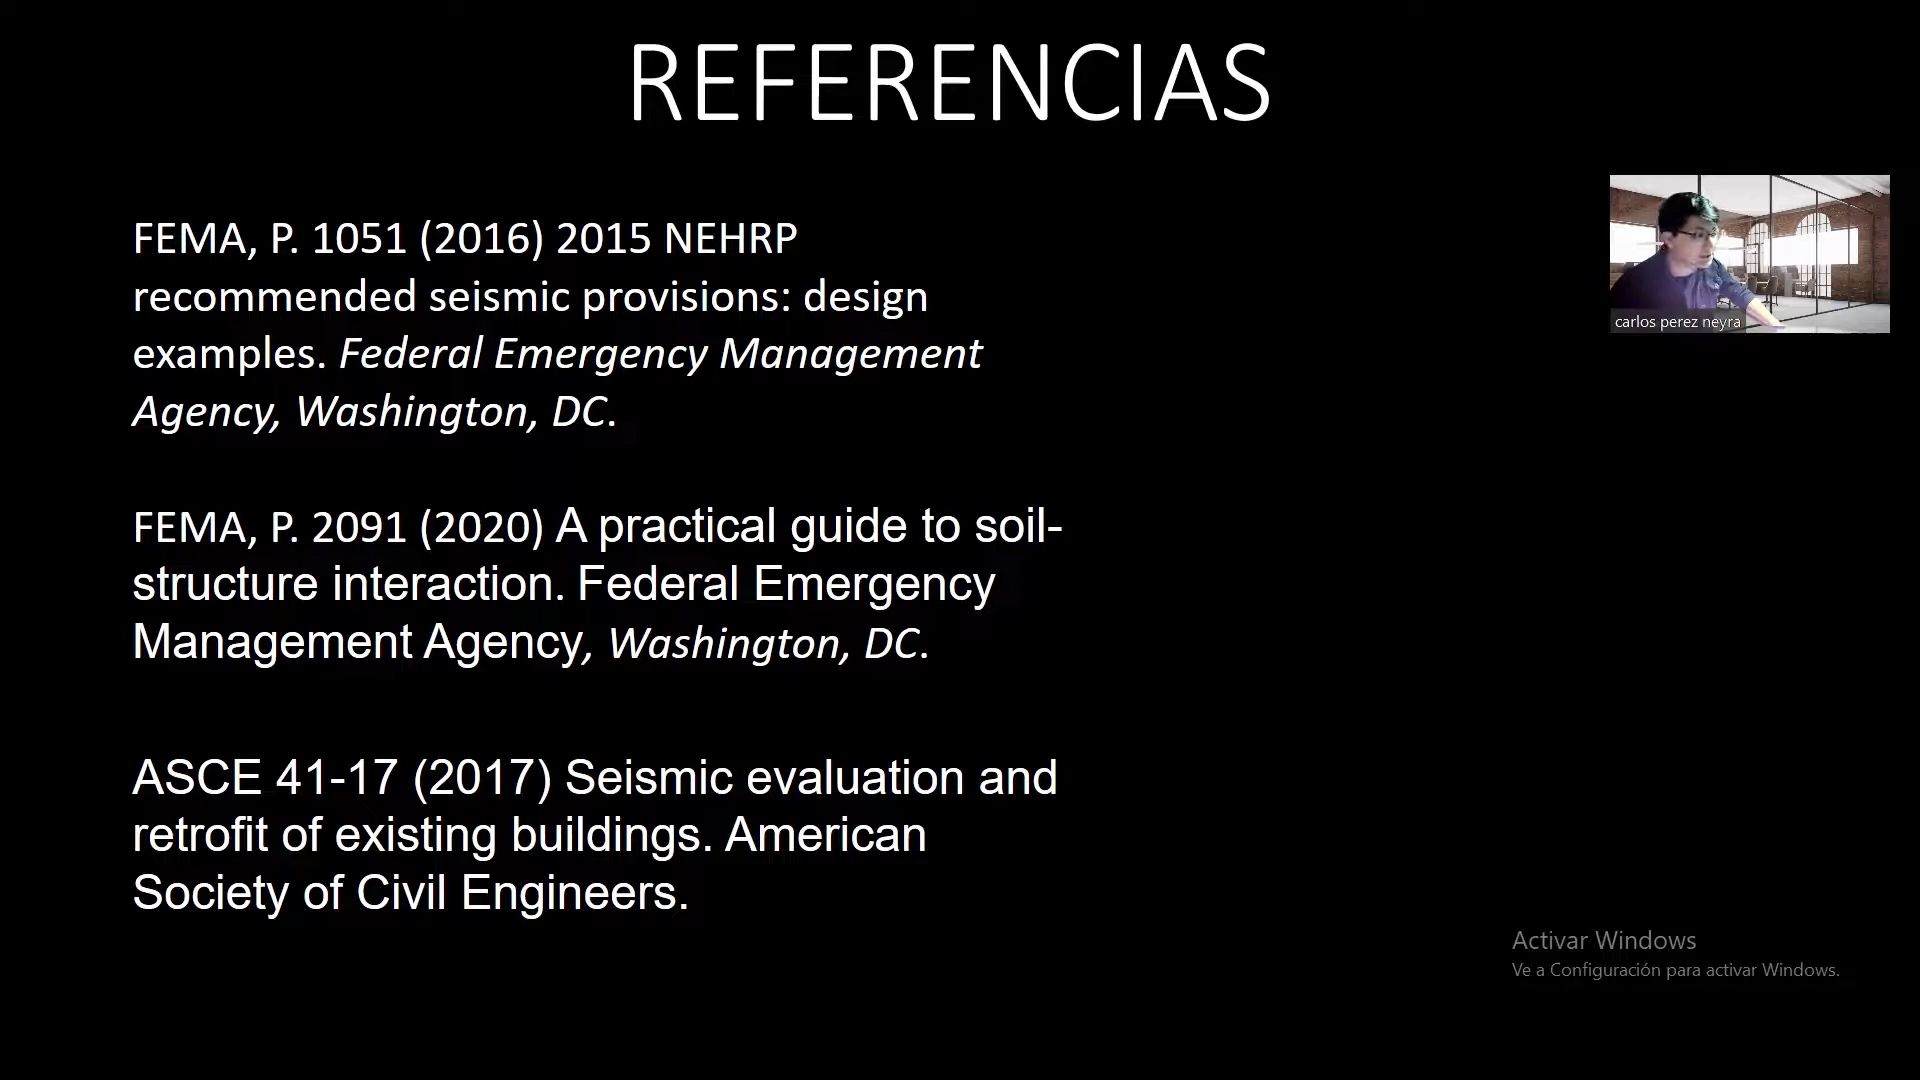 REFERENCIAS
FEMA, P. 1051 (2016) 2015 NEHRP
recommended seismic provisions: design
examples. Federal Emergency Management
Agency, Washington, DC.
FEMA, P. 2091 (2020) A practical guide to soil-
structure interaction. Federal Emergency
Management Agency, Washington, DC.
ASCE 41-17 (2017) Seismic evaluation and
retrofit of existing buildings. American
Society of Civil Engineers.
carlos perez neyra
Activar Windows
Ve a Configuración para activar Windows.